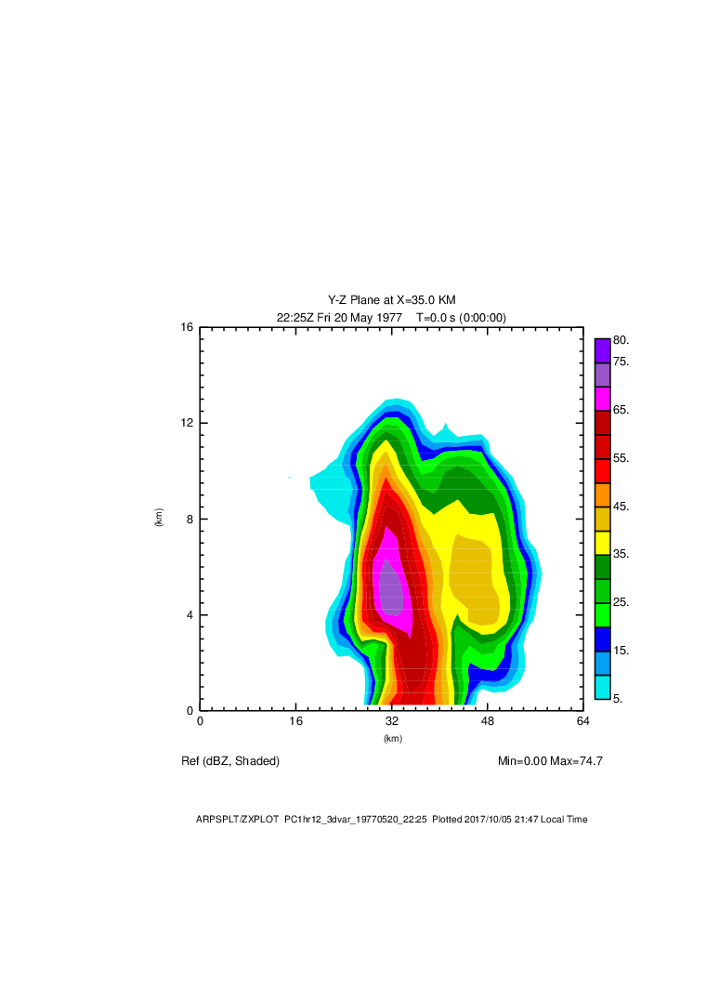 Y-Z Plane at X=35.0 KM
22:25Z Fri 20 May 1977 T=0.0 s (0:00:00)
16
12
8
4
0
(km)
0 16 32 48 64
(km)
80.
75.
65.
55.
45.
35.
25.
15.
5.
Ref (dBZ, Shaded) Min=0.00 Max=74.7
ARPSPLT/ZXPLOT PC1hr12_3dvar_19770520_22:25 Plotted 2017/10/05 21:47 Local Time